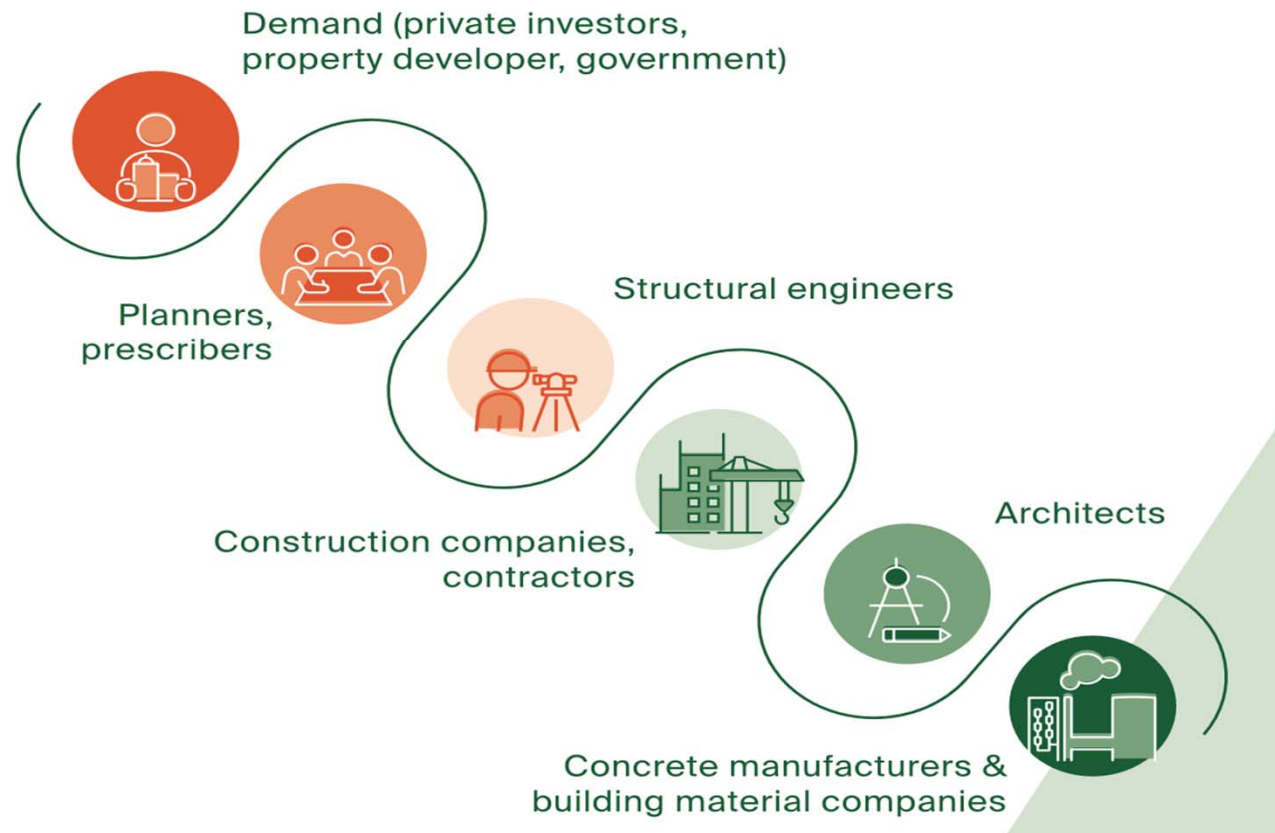 Demand (private investors,
property developer, government)
Planners,
prescribers
Structural engineers
Construction companies,
contractors
Architects
Concrete manufacturers &
building material companies